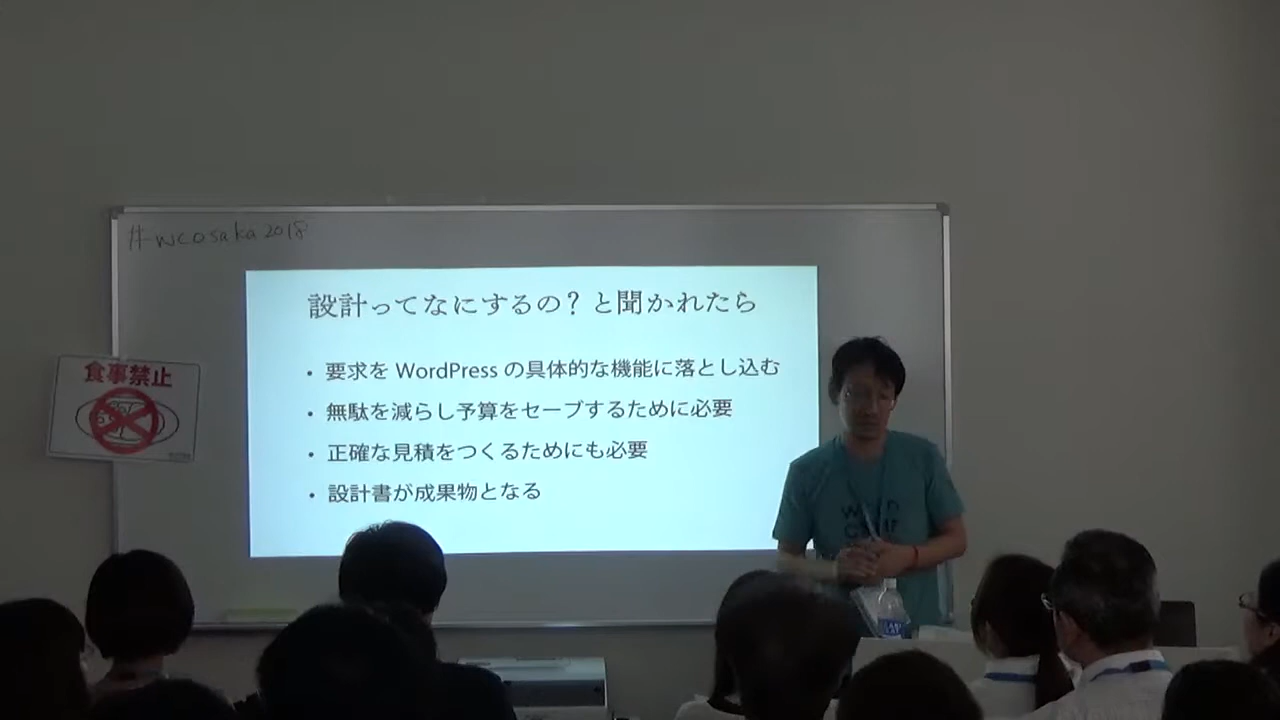 #wcosaka2018
設計ってなにするの？と聞かれたら
・要求を WordPress の具体的な機能に落とし込む
・無駄を減らし予算をセーブするために必要
・正確な見積をつくるためにも必要
・設計書が成果物となる
食事禁止
WORD
CAMP